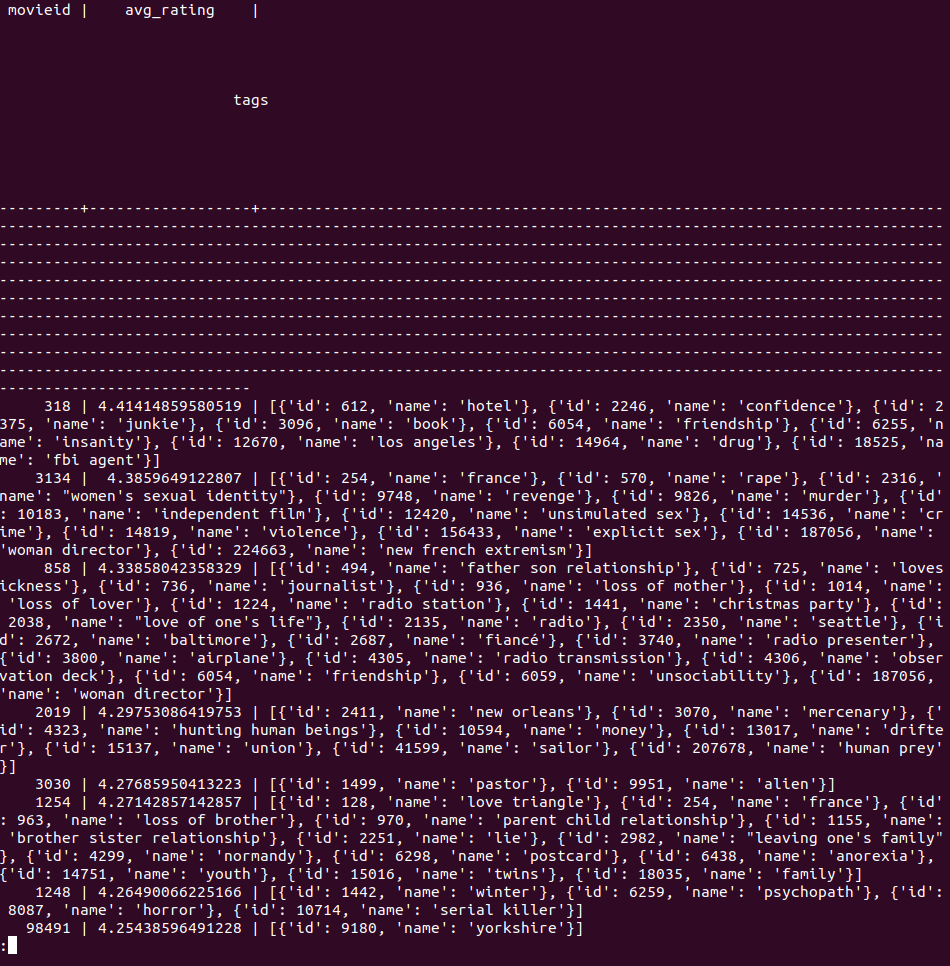 movieid |    avg_rating    |
                          tags
---------+------------------+----------------------------------------------------------------------------
---------------------------------------------------------------------------------------------------------
---------------------------------------------------------------------------------------------------------
---------------------------------------------------------------------------------------------------------
---------------------------------------------------------------------------------------------------------
---------------------------------------------------------------------------------------------------------
---------------------------------------------------------------------------------------------------------
---------------------------------------------------------------------------------------------------------
---------------------------------------------------------------------------------------------------------
---------------------------------------------------------------------------------------------------------
----------------------------
     318 | 4.41414859580519 | [{'id': 612, 'name': 'hotel'}, {'id': 2246, 'name': 'confidence'}, {'id': 2
375, 'name': 'junkie'}, {'id': 3096, 'name': 'book'}, {'id': 6054, 'name': 'friendship'}, {'id': 6255, 'n
ame': 'insanity'}, {'id': 12670, 'name': 'los angeles'}, {'id': 14964, 'name': 'drug'}, {'id': 18525, 'na
me': 'fbi agent'}]
    3134 |  4.3859649122807 | [{'id': 254, 'name': 'france'}, {'id': 570, 'name': 'rape'}, {'id': 2316, '
name': "women's sexual identity"}, {'id': 9748, 'name': 'revenge'}, {'id': 9826, 'name': 'murder'}, {'id'
: 10183, 'name': 'independent film'}, {'id': 12420, 'name': 'unsimulated sex'}, {'id': 14536, 'name': 'cr
ime'}, {'id': 14819, 'name': 'violence'}, {'id': 156433, 'name': 'explicit sex'}, {'id': 187056, 'name':
'woman director'}, {'id': 224663, 'name': 'new french extremism'}]
     858 | 4.33858042358329 | [{'id': 494, 'name': 'father son relationship'}, {'id': 725, 'name': 'loves
ickness'}, {'id': 736, 'name': 'journalist'}, {'id': 936, 'name': 'loss of mother'}, {'id': 1014, 'name':
 'loss of lover'}, {'id': 1224, 'name': 'radio station'}, {'id': 1441, 'name': 'christmas party'}, {'id':
 2038, 'name': "love of one's life"}, {'id': 2135, 'name': 'radio'}, {'id': 2350, 'name': 'seattle'}, {'i
d': 2672, 'name': 'baltimore'}, {'id': 2687, 'name': 'fiancé'}, {'id': 3740, 'name': 'radio presenter'},
{'id': 3800, 'name': 'airplane'}, {'id': 4305, 'name': 'radio transmission'}, {'id': 4306, 'name': 'obser
vation deck'}, {'id': 6054, 'name': 'friendship'}, {'id': 6059, 'name': 'unsociability'}, {'id': 187056,
'name': 'woman director'}]
    2019 | 4.29753086419753 | [{'id': 2411, 'name': 'new orleans'}, {'id': 3070, 'name': 'mercenary'}, {'
id': 4323, 'name': 'hunting human beings'}, {'id': 10594, 'name': 'money'}, {'id': 13017, 'name': 'drifte
r'}, {'id': 15137, 'name': 'union'}, {'id': 41599, 'name': 'sailor'}, {'id': 207678, 'name': 'human prey'
}]
    3030 | 4.27685950413223 | [{'id': 1499, 'name': 'pastor'}, {'id': 9951, 'name': 'alien'}]
    1254 | 4.27142857142857 | [{'id': 128, 'name': 'love triangle'}, {'id': 254, 'name': 'france'}, {'id'
: 963, 'name': 'loss of brother'}, {'id': 970, 'name': 'parent child relationship'}, {'id': 1155, 'name':
 'brother sister relationship'}, {'id': 2251, 'name': 'lie'}, {'id': 2982, 'name': "leaving one's family"
}, {'id': 4299, 'name': 'normandy'}, {'id': 6298, 'name': 'postcard'}, {'id': 6438, 'name': 'anorexia'},
{'id': 14751, 'name': 'youth'}, {'id': 15016, 'name': 'twins'}, {'id': 18035, 'name': 'family'}]
    1248 | 4.26490066225166 | [{'id': 1442, 'name': 'winter'}, {'id': 6259, 'name': 'psychopath'}, {'id':
 8087, 'name': 'horror'}, {'id': 10714, 'name': 'serial killer'}]
   98491 | 4.25438596491228 | [{'id': 9180, 'name': 'yorkshire'}]
: